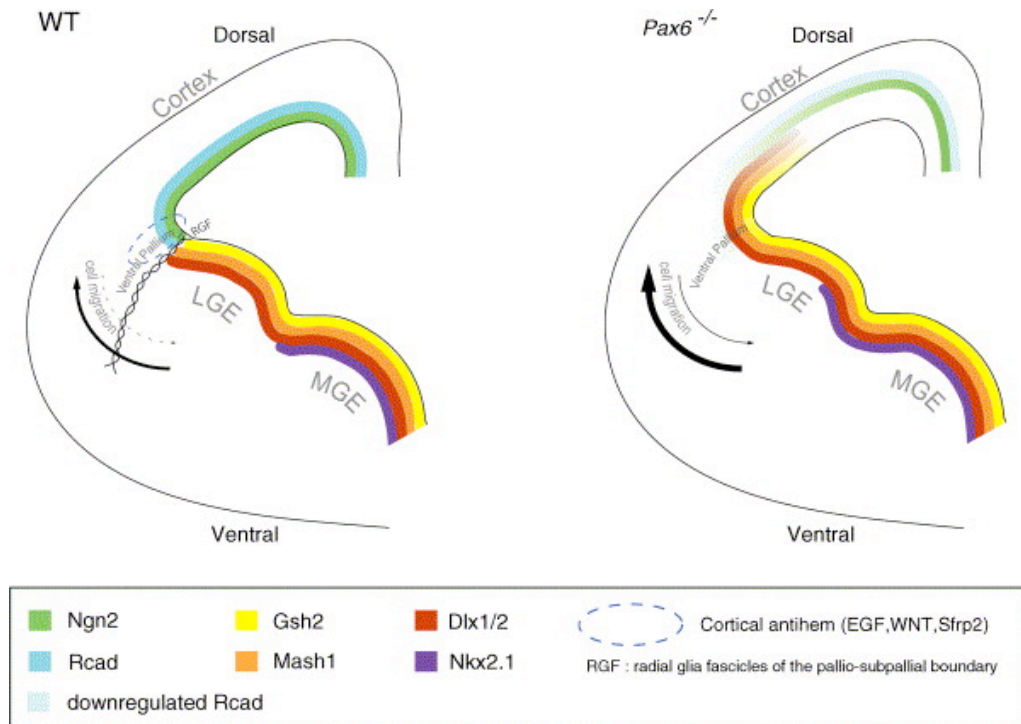 WT
Dorsal
Cortex
RGF
Ventral Pallium
cell migration
LGE
MGE
Ventral
Pax6 -/-
Dorsal
Cortex
Ventral Pallium
cell migration
LGE
MGE
Ventral
Ngn2
Gsh2
Dlx1/2
Cortical antihem (EGF,WNT,Sfrp2)
Rcad
Mash1
Nkx2.1
RGF : radial glia fascicles of the pallio-subpallial boundary
downregulated Rcad